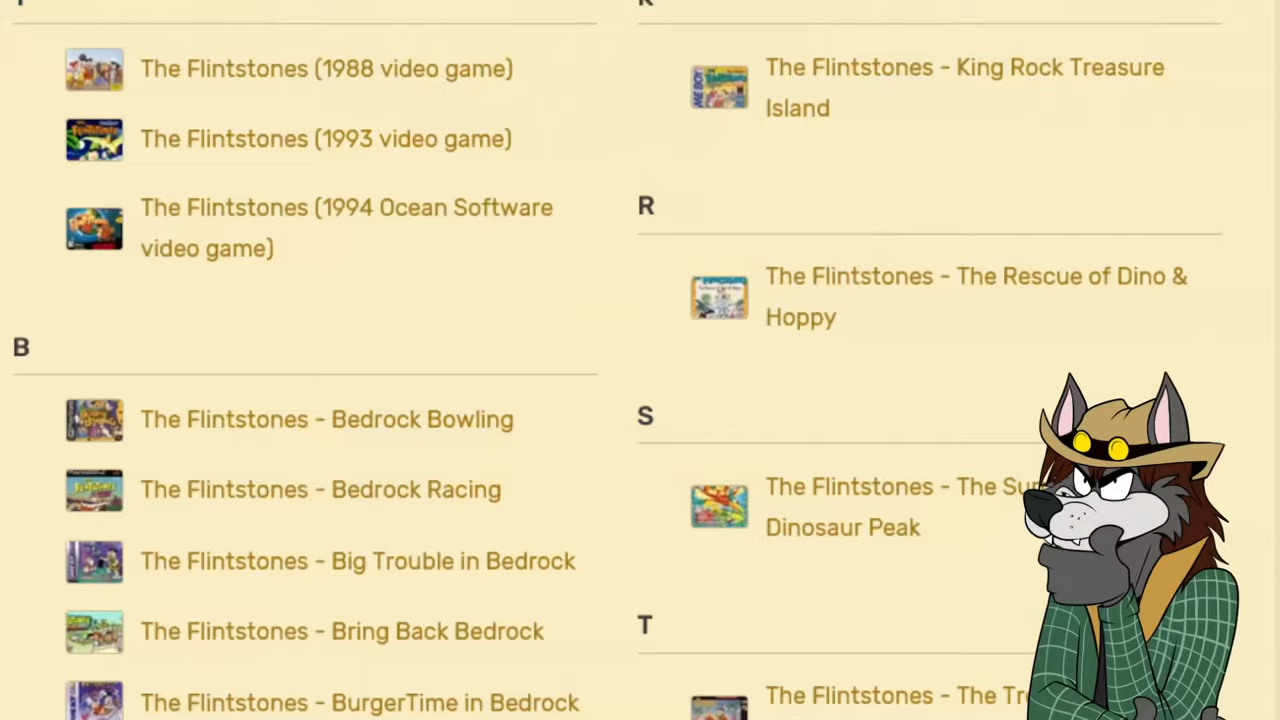 The Flintstones (1988 video game)
The Flintstones (1993 video game)
The Flintstones (1994 Ocean Software
video game)
B
The Flintstones - Bedrock Bowling
The Flintstones - Bedrock Racing
The Flintstones - Big Trouble in Bedrock
The Flintstones - Bring Back Bedrock
The Flintstones - BurgerTime in Bedrock
The Flintstones - King Rock Treasure
Island
R
The Flintstones - The Rescue of Dino &
Hoppy
S
The Flintstones - The
Dinosaur Peak
T
The Flintstones - The